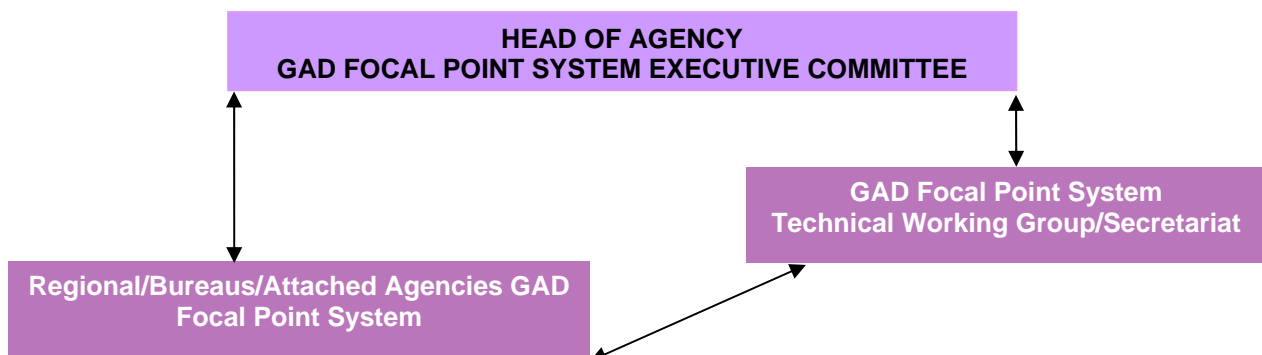 HEAD OF AGENCY
GAD FOCAL POINT SYSTEM EXECUTIVE COMMITTEE
GAD Focal Point System
Technical Working Group/Secretariat
Regional/Bureaus/Attached Agencies GAD
Focal Point System